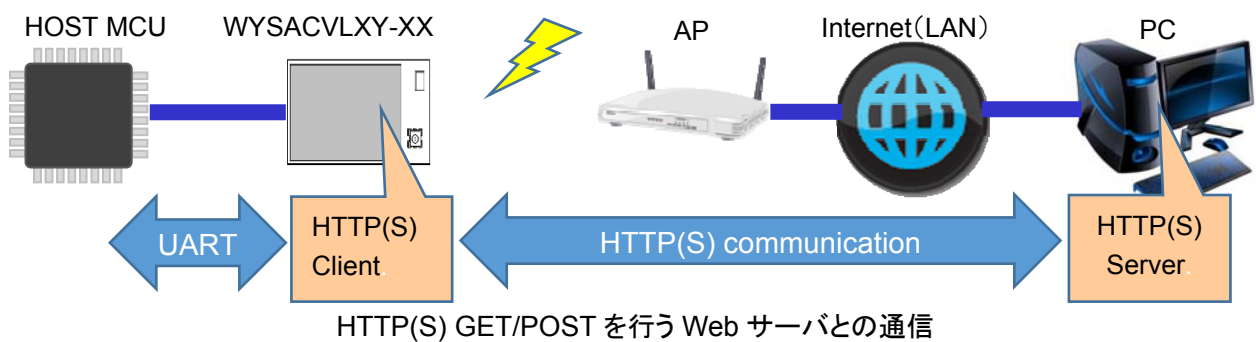 HOST MCU
WYSACVLXY-XX
AP
Internet（LAN）
PC
UART
HTTP(S)
Client.
HTTP(S) communication
HTTP(S)
Server.
HTTP(S) GET/POST を行う Web サーバとの通信